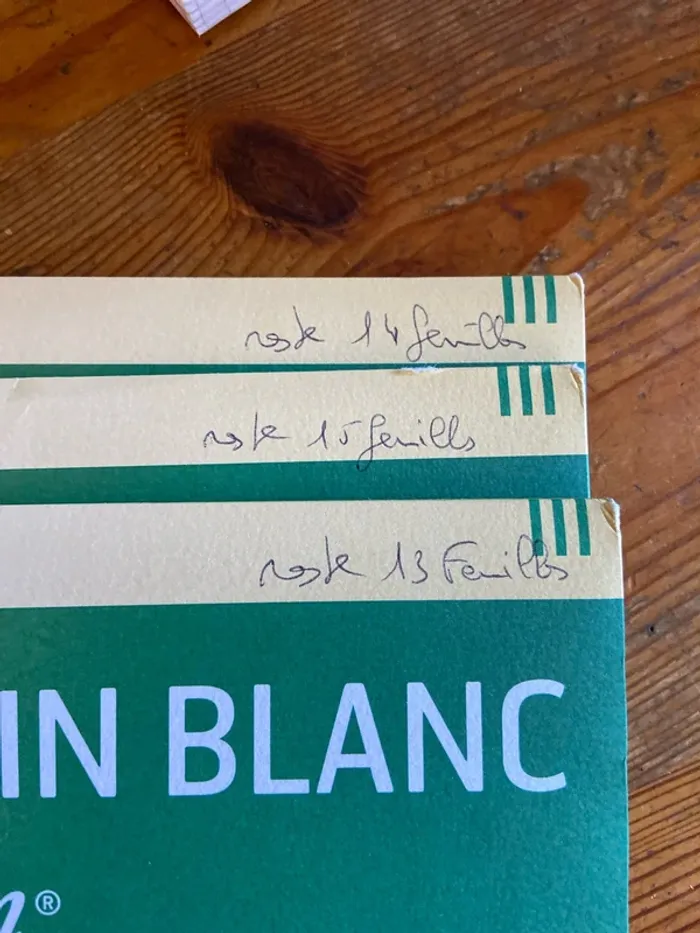 reste 14 feuilles
reste 15 feuilles
reste 13 Feuilles
IN BLANC
®